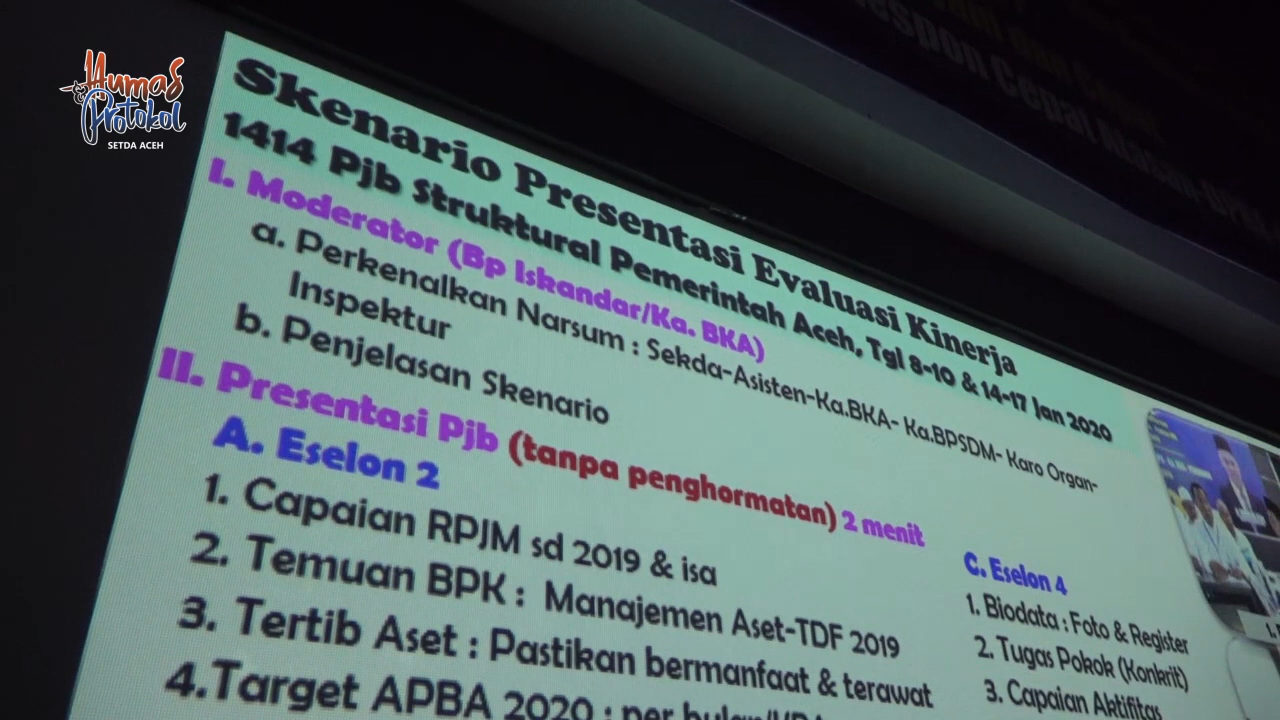 Humas
Protokol
SETDA ACEH
spon Cepat
Skenario Presentasi Evaluasi Kinerja
1414 Pjb Struktural Pemerintah Aceh, Tgl 8-10 & 14-17 Jan 2020
I. Moderator (Bp Iskandar/Ka. BKA)
a. Perkenalkan Narsum : Sekda-Asisten-Ka.BKA- Ka.BPSDM- Karo Organ-
Inspektur
b. Penjelasan Skenario
II. Presentasi Pjb (tanpa penghormatan) 2 menit
A. Eselon 2
1. Capaian RPJM sd 2019 & isa
2. Temuan BPK : Manajemen Aset-TDF 2019
3. Tertib Aset : Pastikan bermanfaat & terawat
4.Target APBA 2020 : per bulan/
C. Eselon 4
1. Biodata : Foto & Register
2. Tugas Pokok (Konkrit)
3. Capaian Aktifitas